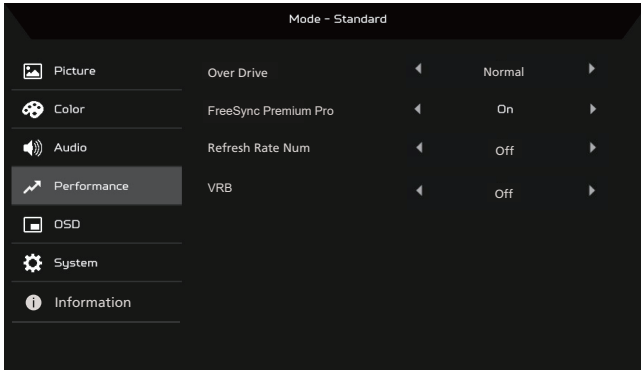 Mode - Standard
Picture
Over Drive Normal
Color
FreeSync Premium Pro On
Audio
Refresh Rate Num Off
Performance
VRB Off
OSD
System
Information